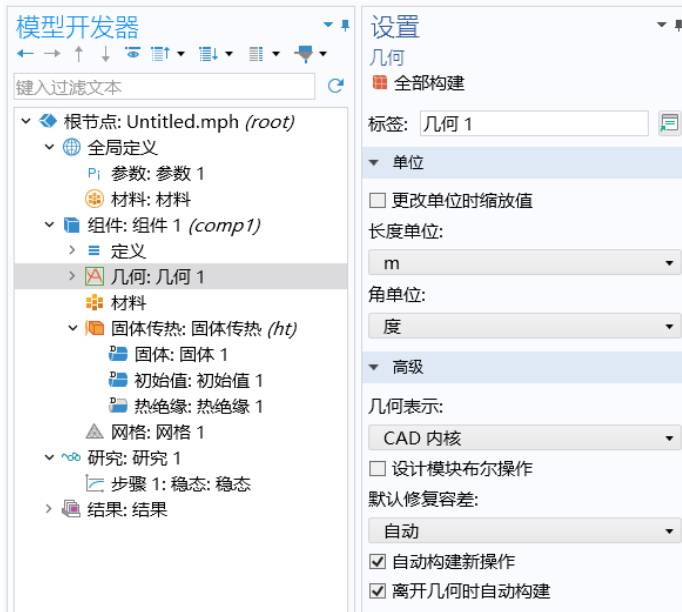 模型开发器
键入过滤文本
根节点: Untitled.mph (root)
全局定义
Pi 参数: 参数 1
材料: 材料
组件: 组件 1 (comp1)
定义
几何: 几何 1
材料
固体传热: 固体传热 (ht)
D 固体: 固体 1
D 初始值: 初始值 1
D 热绝缘: 热绝缘 1
网格: 网格 1
研究: 研究 1
步骤 1: 稳态: 稳态
结果: 结果
设置
几何
全部构建
标签: 几何 1
单位
更改单位时缩放值
长度单位:
m
角单位:
度
高级
几何表示:
CAD 内核
设计模块布尔操作
默认修复容差:
自动
自动构建新操作
离开几何时自动构建